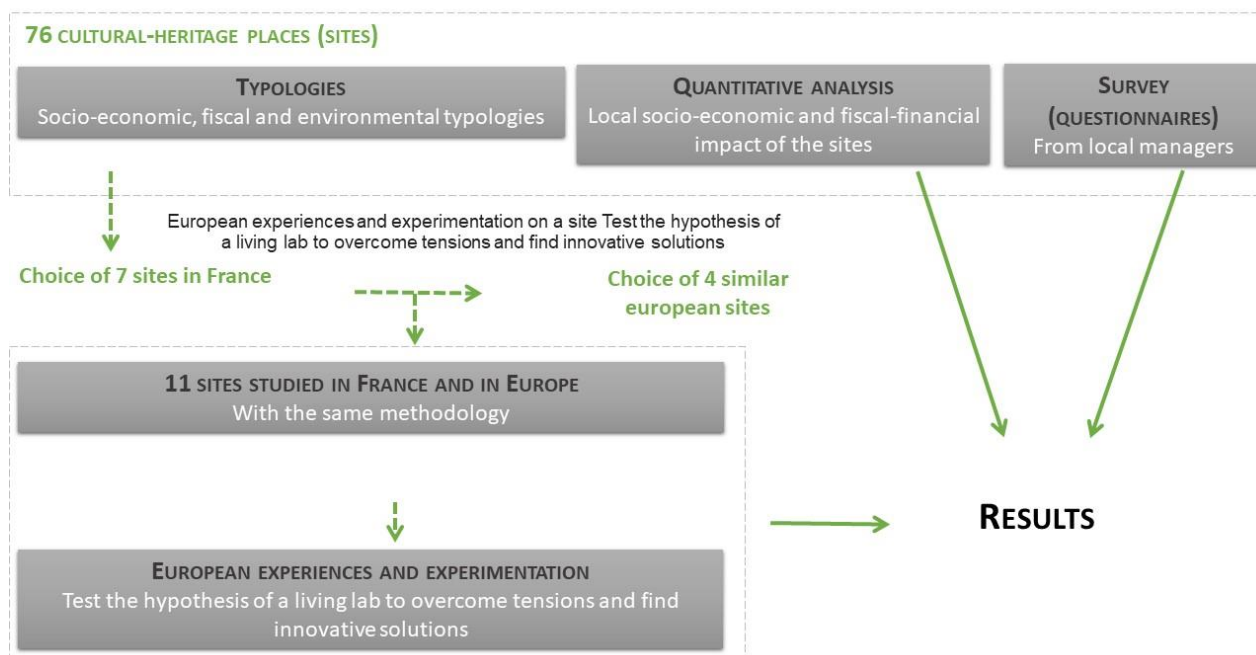 76 CULTURAL-HERITAGE PLACES (SITES)
TYPOLOGIES
Socio-economic, fiscal and environmental typologies
QUANTITATIVE ANALYSIS
Local socio-economic and fiscal-financial
impact of the sites
SURVEY
(QUESTIONNAIRES)
From local managers
European experiences and experimentation on a site Test the hypothesis of
a living lab to overcome tensions and find innovative solutions
Choice of 7 sites in France
Choice of 4 similar
european sites
11 SITES STUDIED IN FRANCE AND IN EUROPE
With the same methodology
RESULTS
EUROPEAN EXPERIENCES AND EXPERIMENTATION
Test the hypothesis of a living lab to overcome tensions and find
innovative solutions